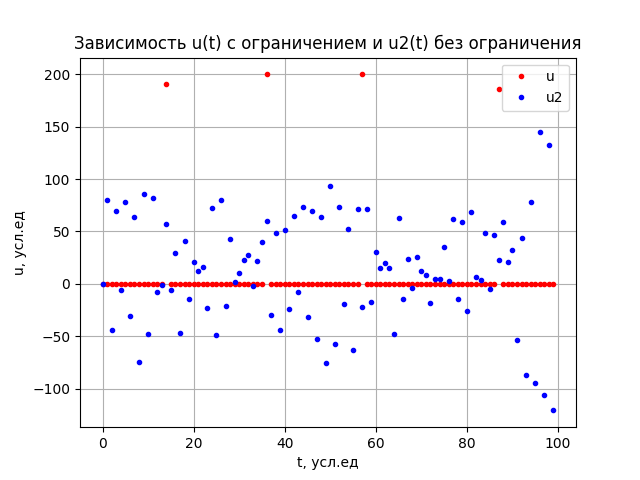 Зависимость u(t) с ограничением и u2(t) без ограничения
200
150
100
50
0
−50
−100
u, усл.ед
u
u2
0
20
40
60
80
100
t, усл.ед